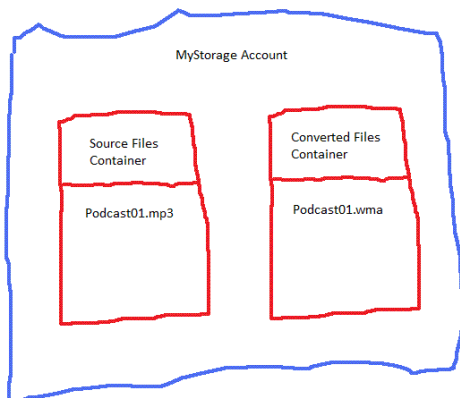 MyStorage Account
Source Files
Container
Podcast01.mp3
Converted Files
Container
Podcast01.wma